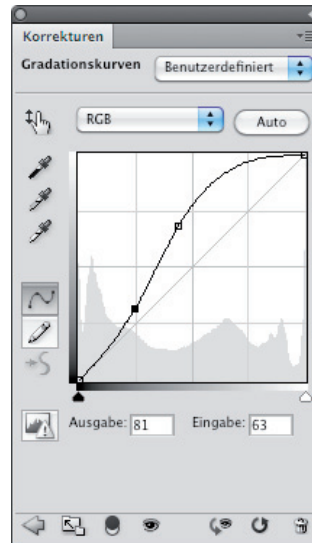 Korrekturen
Gradationskurven Benutzerdefiniert
RGB Auto
Ausgabe: 81 Eingabe: 63